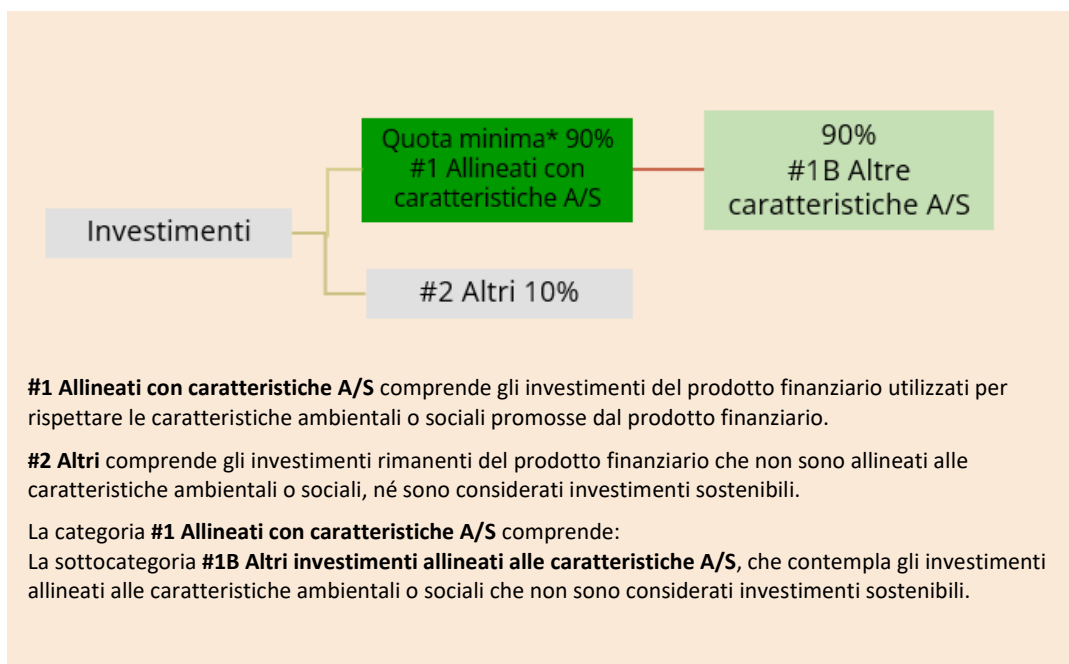 Quota minima* 90%
#1 Allineati con
caratteristiche A/S
90%
#1B Altre
caratteristiche A/S
Investimenti
#2 Altri 10%
#1 Allineati con caratteristiche A/S comprende gli investimenti del prodotto finanziario utilizzati per
rispettare le caratteristiche ambientali o sociali promosse dal prodotto finanziario.
#2 Altri comprende gli investimenti rimanenti del prodotto finanziario che non sono allineati alle
caratteristiche ambientali o sociali, né sono considerati investimenti sostenibili.
La categoria #1 Allineati con caratteristiche A/S comprende:
La sottocategoria #1B Altri investimenti allineati alle caratteristiche A/S, che contempla gli investimenti
allineati alle caratteristiche ambientali o sociali che non sono considerati investimenti sostenibili.